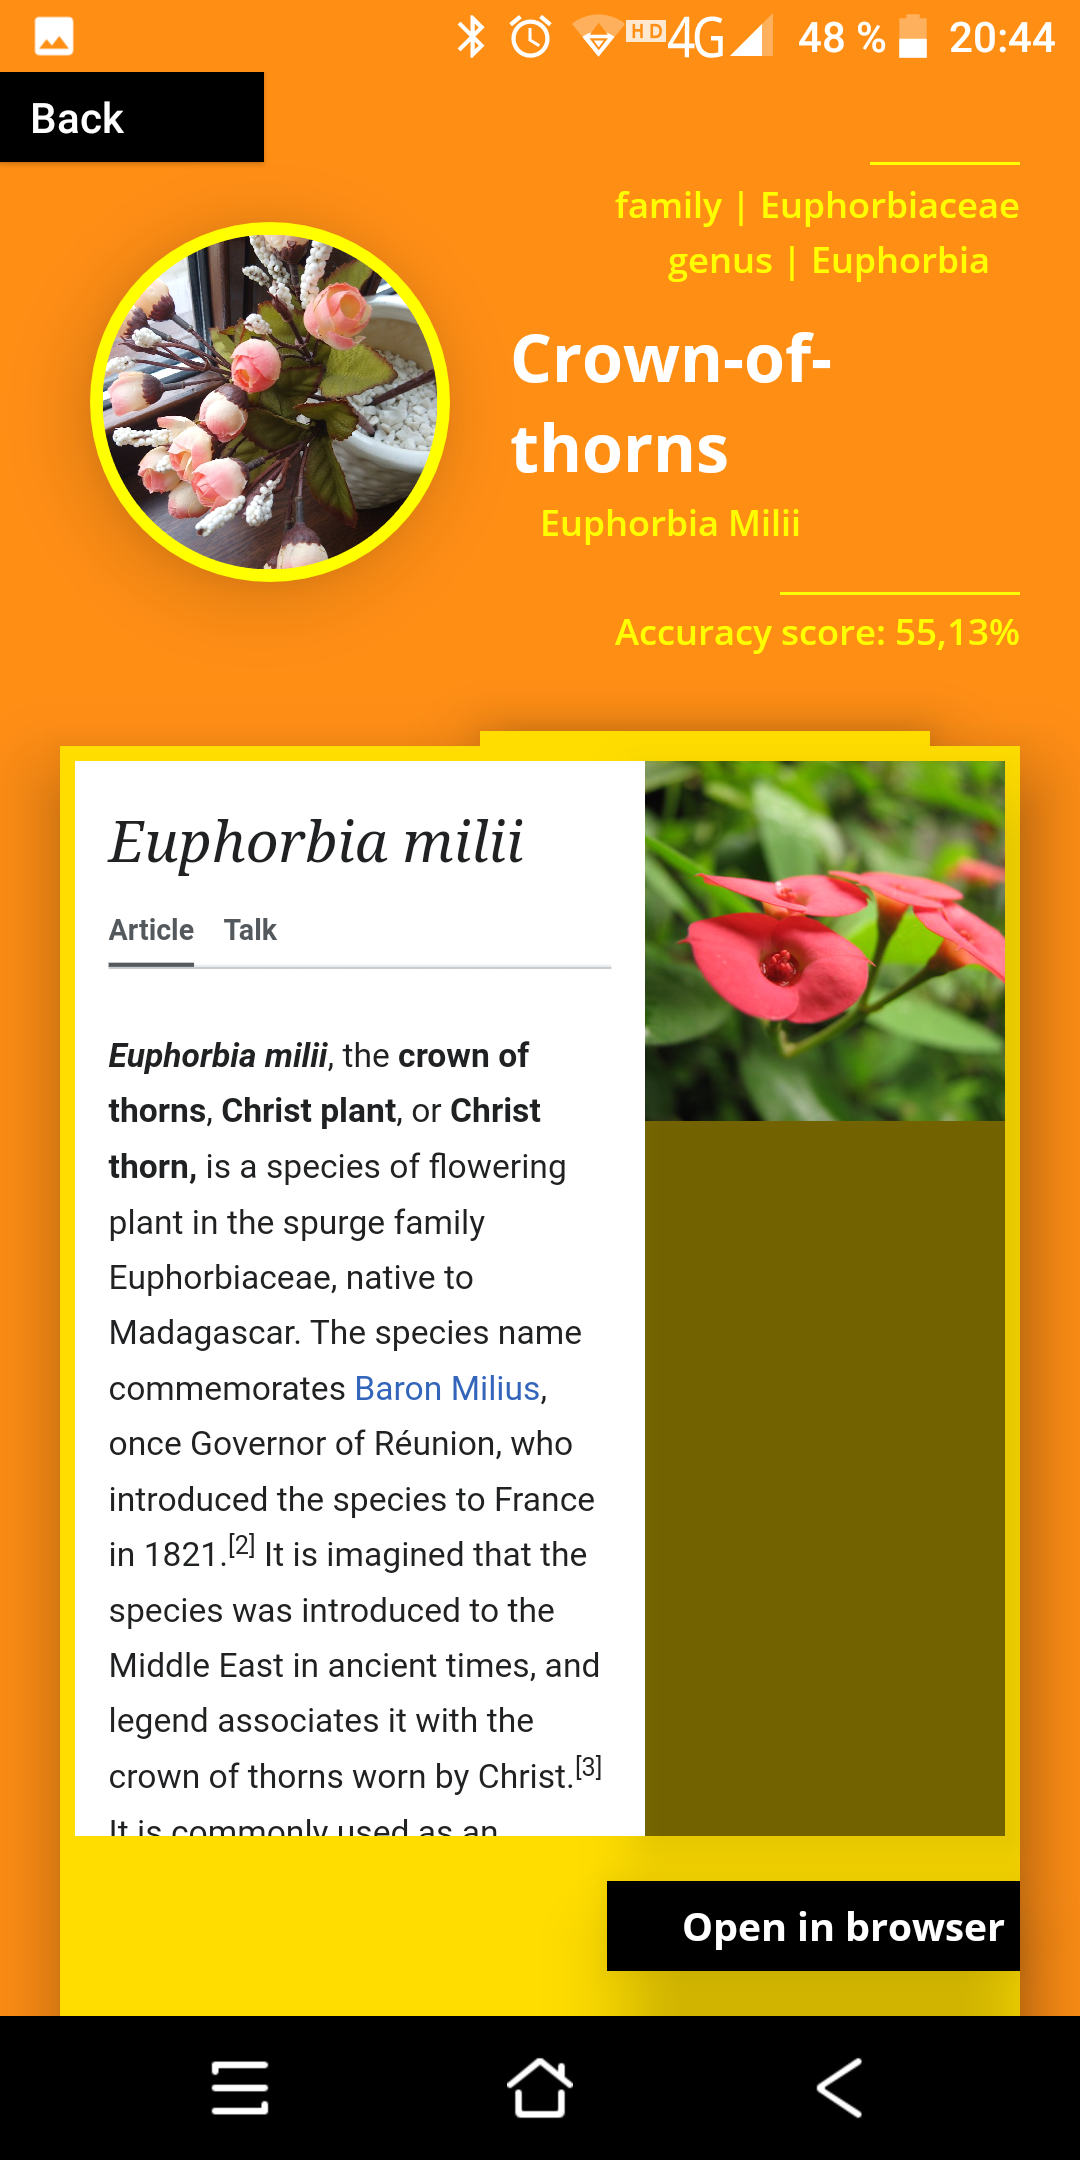 HD 4G 48 % 20:44
Back
family | Euphorbiaceae
genus | Euphorbia
Crown-of-
thorns
Euphorbia Milii
Accuracy score: 55,13%
Euphorbia milii
Article Talk
Euphorbia milii, the crown of
thorns, Christ plant, or Christ
thorn, is a species of flowering
plant in the spurge family
Euphorbiaceae, native to
Madagascar. The species name
commemorates Baron Milius,
once Governor of Réunion, who
introduced the species to France
in 1821.[2] It is imagined that the
species was introduced to the
Middle East in ancient times, and
legend associates it with the
crown of thorns worn by Christ.[3]
It is commonly used as an
Open in browser